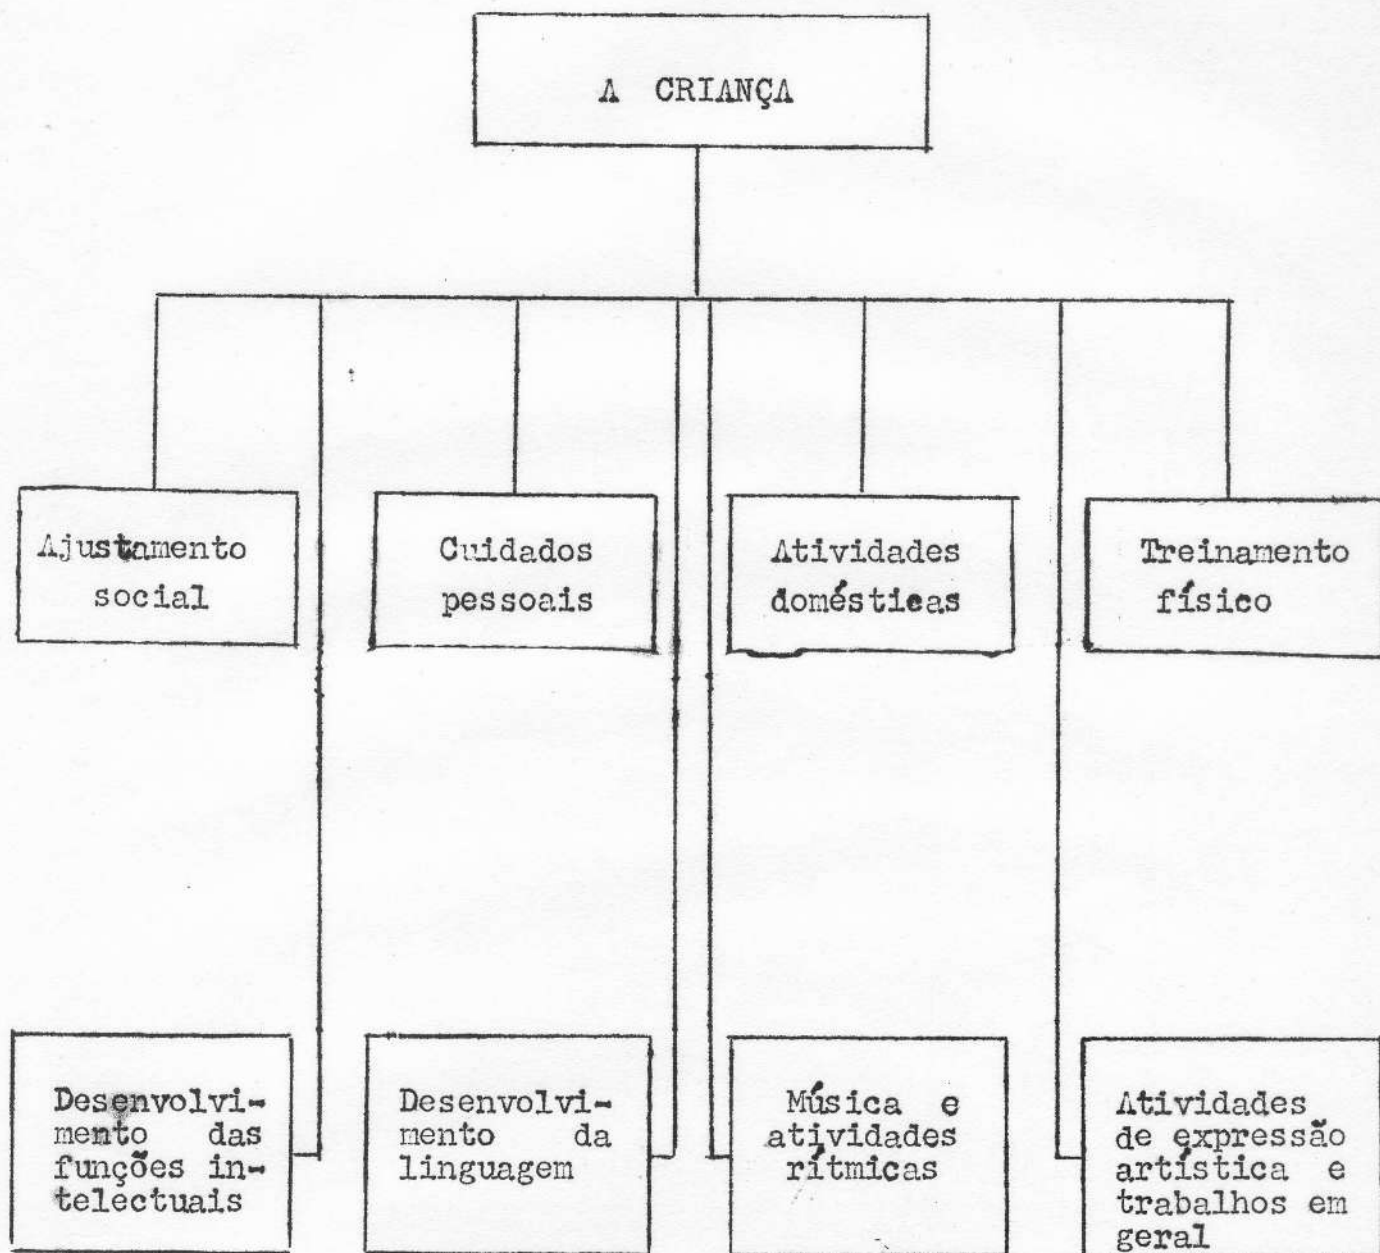 A CRIANÇA
Ajustamento
social
Cuidados
pessoais
Atividades
domésticas
Treinamento
físico
Desenvolvi-
mento das
funções in-
telectuais
Desenvolvi-
mento da
linguagem
Música e
atividades
rítmicas
Atividades
de expressão
artística e
trabalhos em
geral